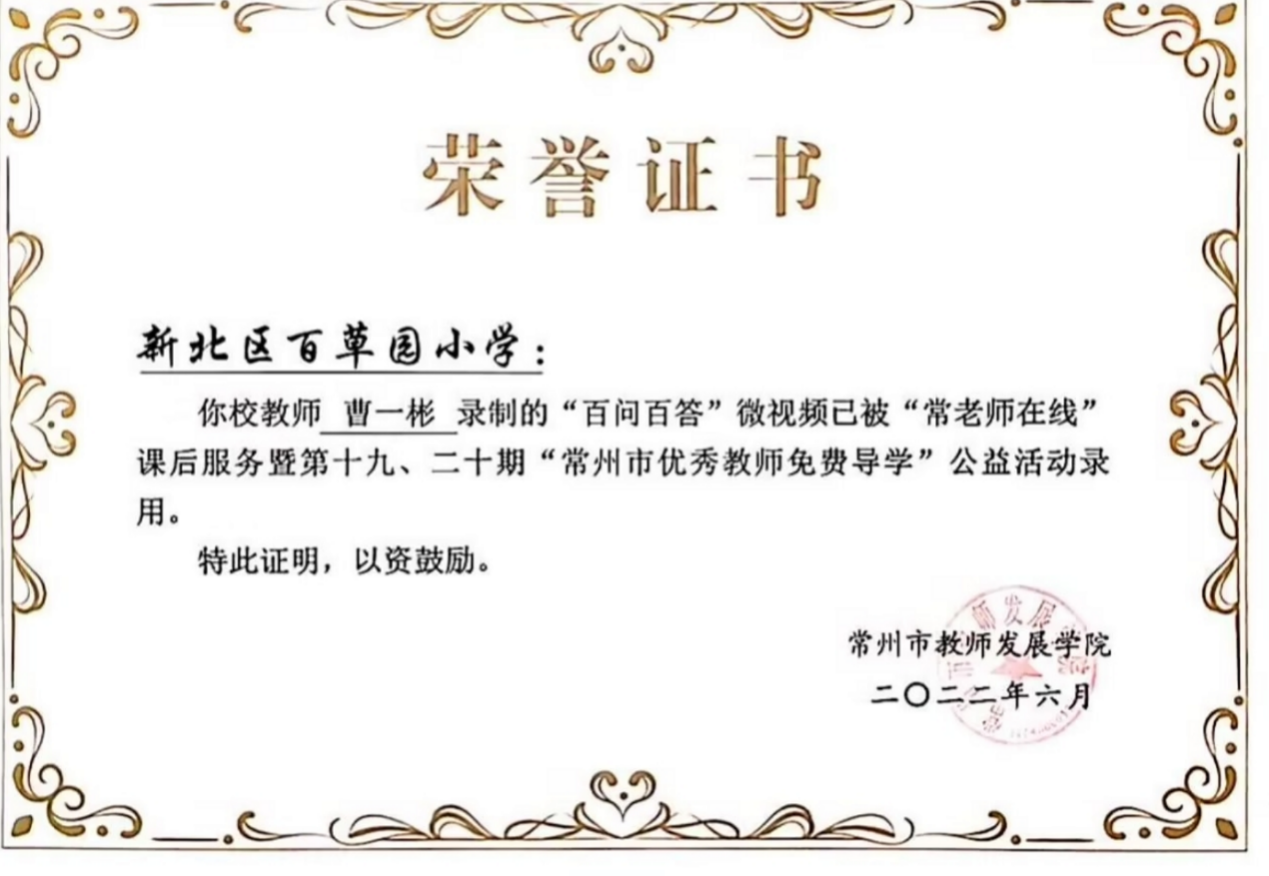 荣誉证书
新北区百草园小学：
你校教师 曹一彬 录制的“百问百答”微视频已被“常老师在线”
课后服务暨第十九、二十期“常州市优秀教师免费导学”公益活动录
用。
特此证明，以资鼓励。
常州市教师发展学院
二〇二二年六月